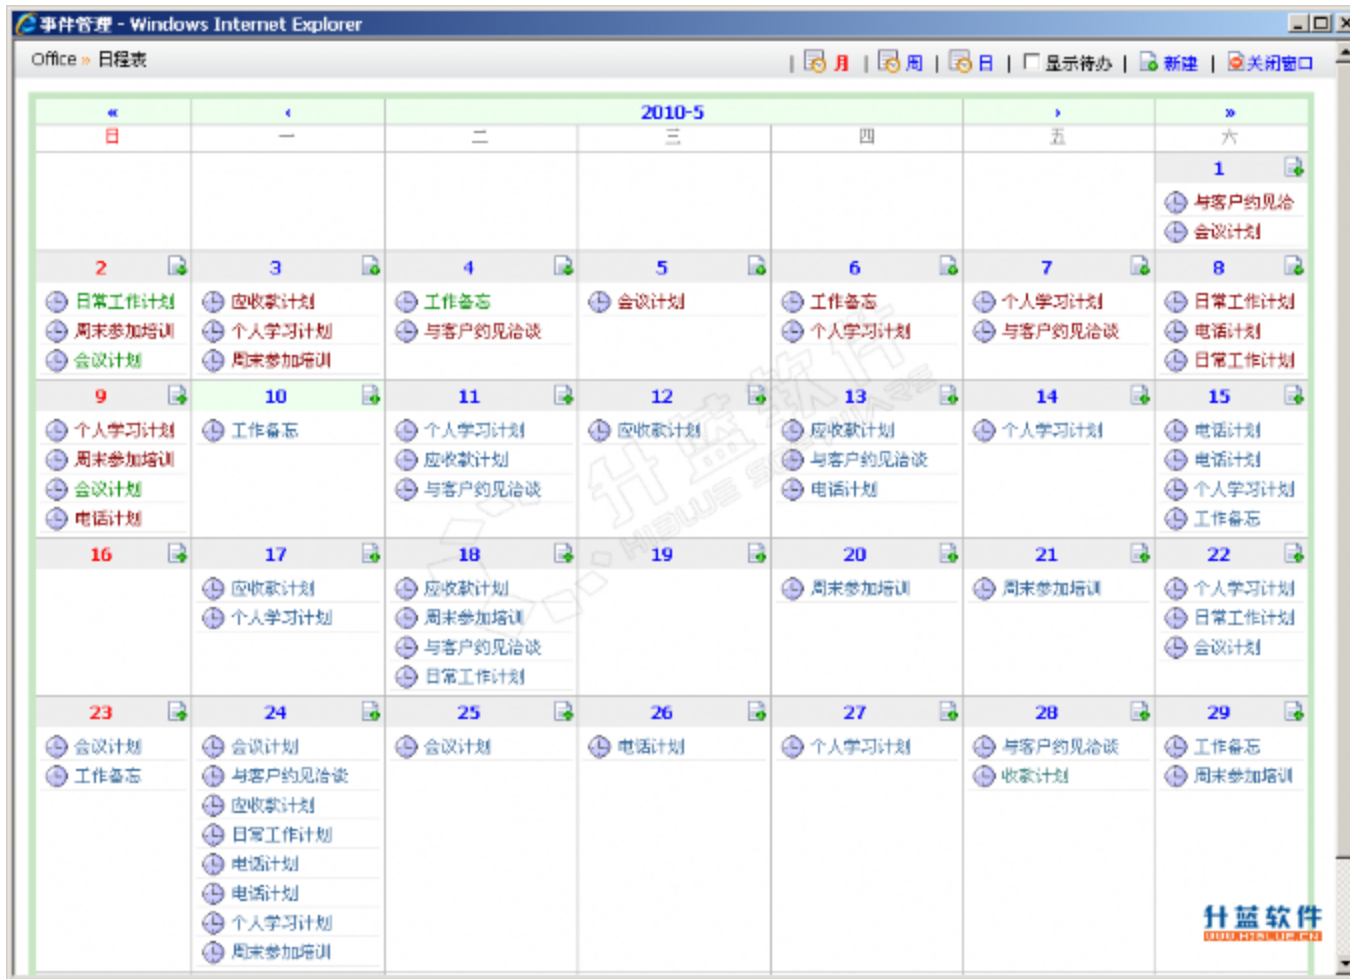 事件管理 - Windows Internet Explorer
Office » 日程表
| 月 | 周 | 日 | 显示待办 | 新建 | 关闭窗口
« ‹ 2010-5 › »
日 一 二 三 四 五 六
1
与客户约见洽
会议计划
2 3 4 5 6 7 8
日常工作计划 应收款计划 工作备忘 会议计划 工作备忘 个人学习计划 日常工作计划
周末参加培训 个人学习计划 与客户约见洽谈 个人学习计划 与客户约见洽谈 电话计划
会议计划 周末参加培训 日常工作计划
9 10 11 12 13 14 15
个人学习计划 工作备忘 个人学习计划 应收款计划 应收款计划 个人学习计划 电话计划
周末参加培训 应收款计划 与客户约见洽谈 电话计划
会议计划 与客户约见洽谈 电话计划 个人学习计划
电话计划 工作备忘
16 17 18 19 20 21 22
应收款计划 应收款计划 周末参加培训 周末参加培训 个人学习计划
个人学习计划 周末参加培训 日常工作计划
与客户约见洽谈 会议计划
日常工作计划
23 24 25 26 27 28 29
会议计划 会议计划 会议计划 电话计划 个人学习计划 与客户约见洽谈 工作备忘
工作备忘 与客户约见洽谈 收款计划 周末参加培训
应收款计划
日常工作计划
电话计划
电话计划
个人学习计划
周末参加培训
升蓝软件
HIBLUE SOFTWARE
升蓝软件
WWW.HIBLUE.CN